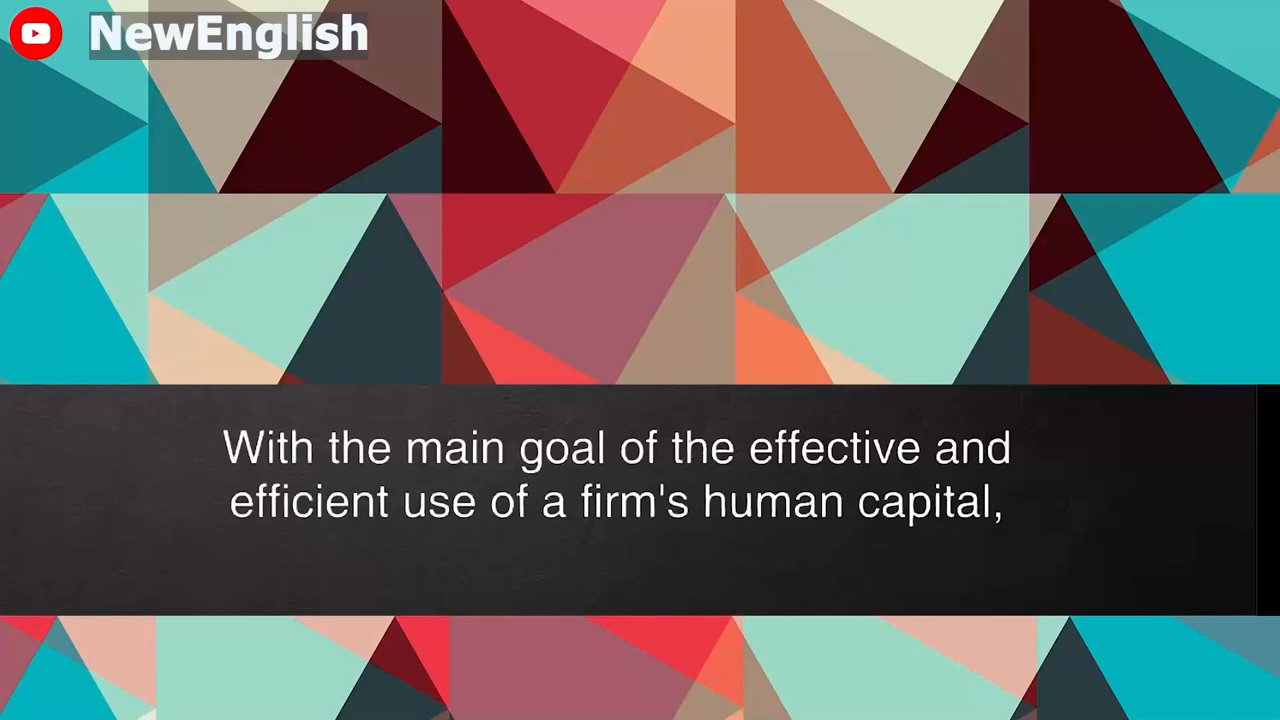 NewEnglish
With the main goal of the effective and
efficient use of a firm's human capital,